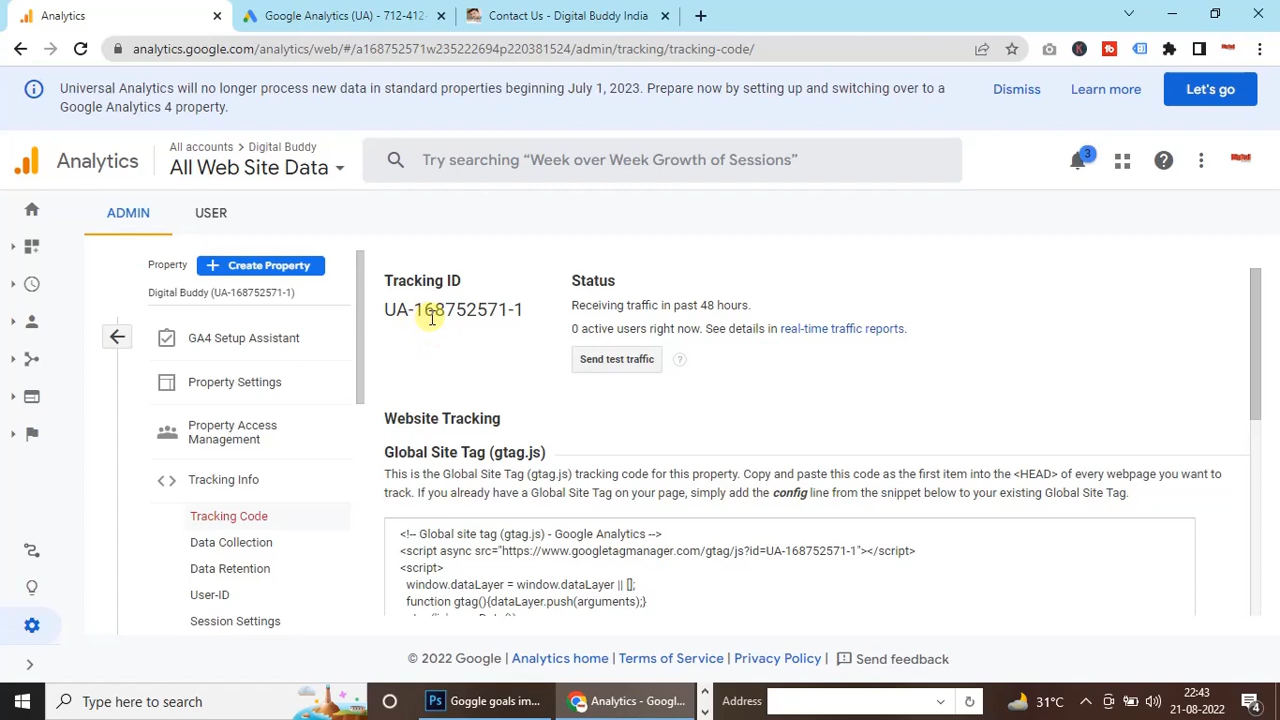 Analytics
Google Analytics (UA) - 712-412-
Contact Us - Digital Buddy India
analytics.google.com/analytics/web/#/a168752571w235222694p220381524/admin/tracking/tracking-code/
Universal Analytics will no longer process new data in standard properties beginning July 1, 2023. Prepare now by setting up and switching over to a
Google Analytics 4 property.
Dismiss
Learn more
Let's go
Analytics
All accounts > Digital Buddy
All Web Site Data
Try searching “Week over Week Growth of Sessions”
3
ADMIN
USER
Property
+ Create Property
Digital Buddy (UA-168752571-1)
GA4 Setup Assistant
Property Settings
Property Access
Management
Tracking Info
Tracking Code
Data Collection
Data Retention
User-ID
Session Settings
Tracking ID
UA-168752571-1
Status
Receiving traffic in past 48 hours.
0 active users right now. See details in real-time traffic reports.
Send test traffic
?
Website Tracking
Global Site Tag (gtag.js)
This is the Global Site Tag (gtag.js) tracking code for this property. Copy and paste this code as the first item into the <HEAD> of every webpage you want to
track. If you already have a Global Site Tag on your page, simply add the config line from the snippet below to your existing Global Site Tag.
<!-- Global site tag (gtag.js) - Google Analytics -->
<script async src="https://www.googletagmanager.com/gtag/js?id=UA-168752571-1"></script>
<script>
window.dataLayer = window.dataLayer || [];
function gtag(){dataLayer.push(arguments);}
© 2022 Google | Analytics home | Terms of Service | Privacy Policy | Send feedback
Type here to search
Ps
Goggle goals im...
Analytics - Googl...
Address
31°C
22:43
21-08-2022
4